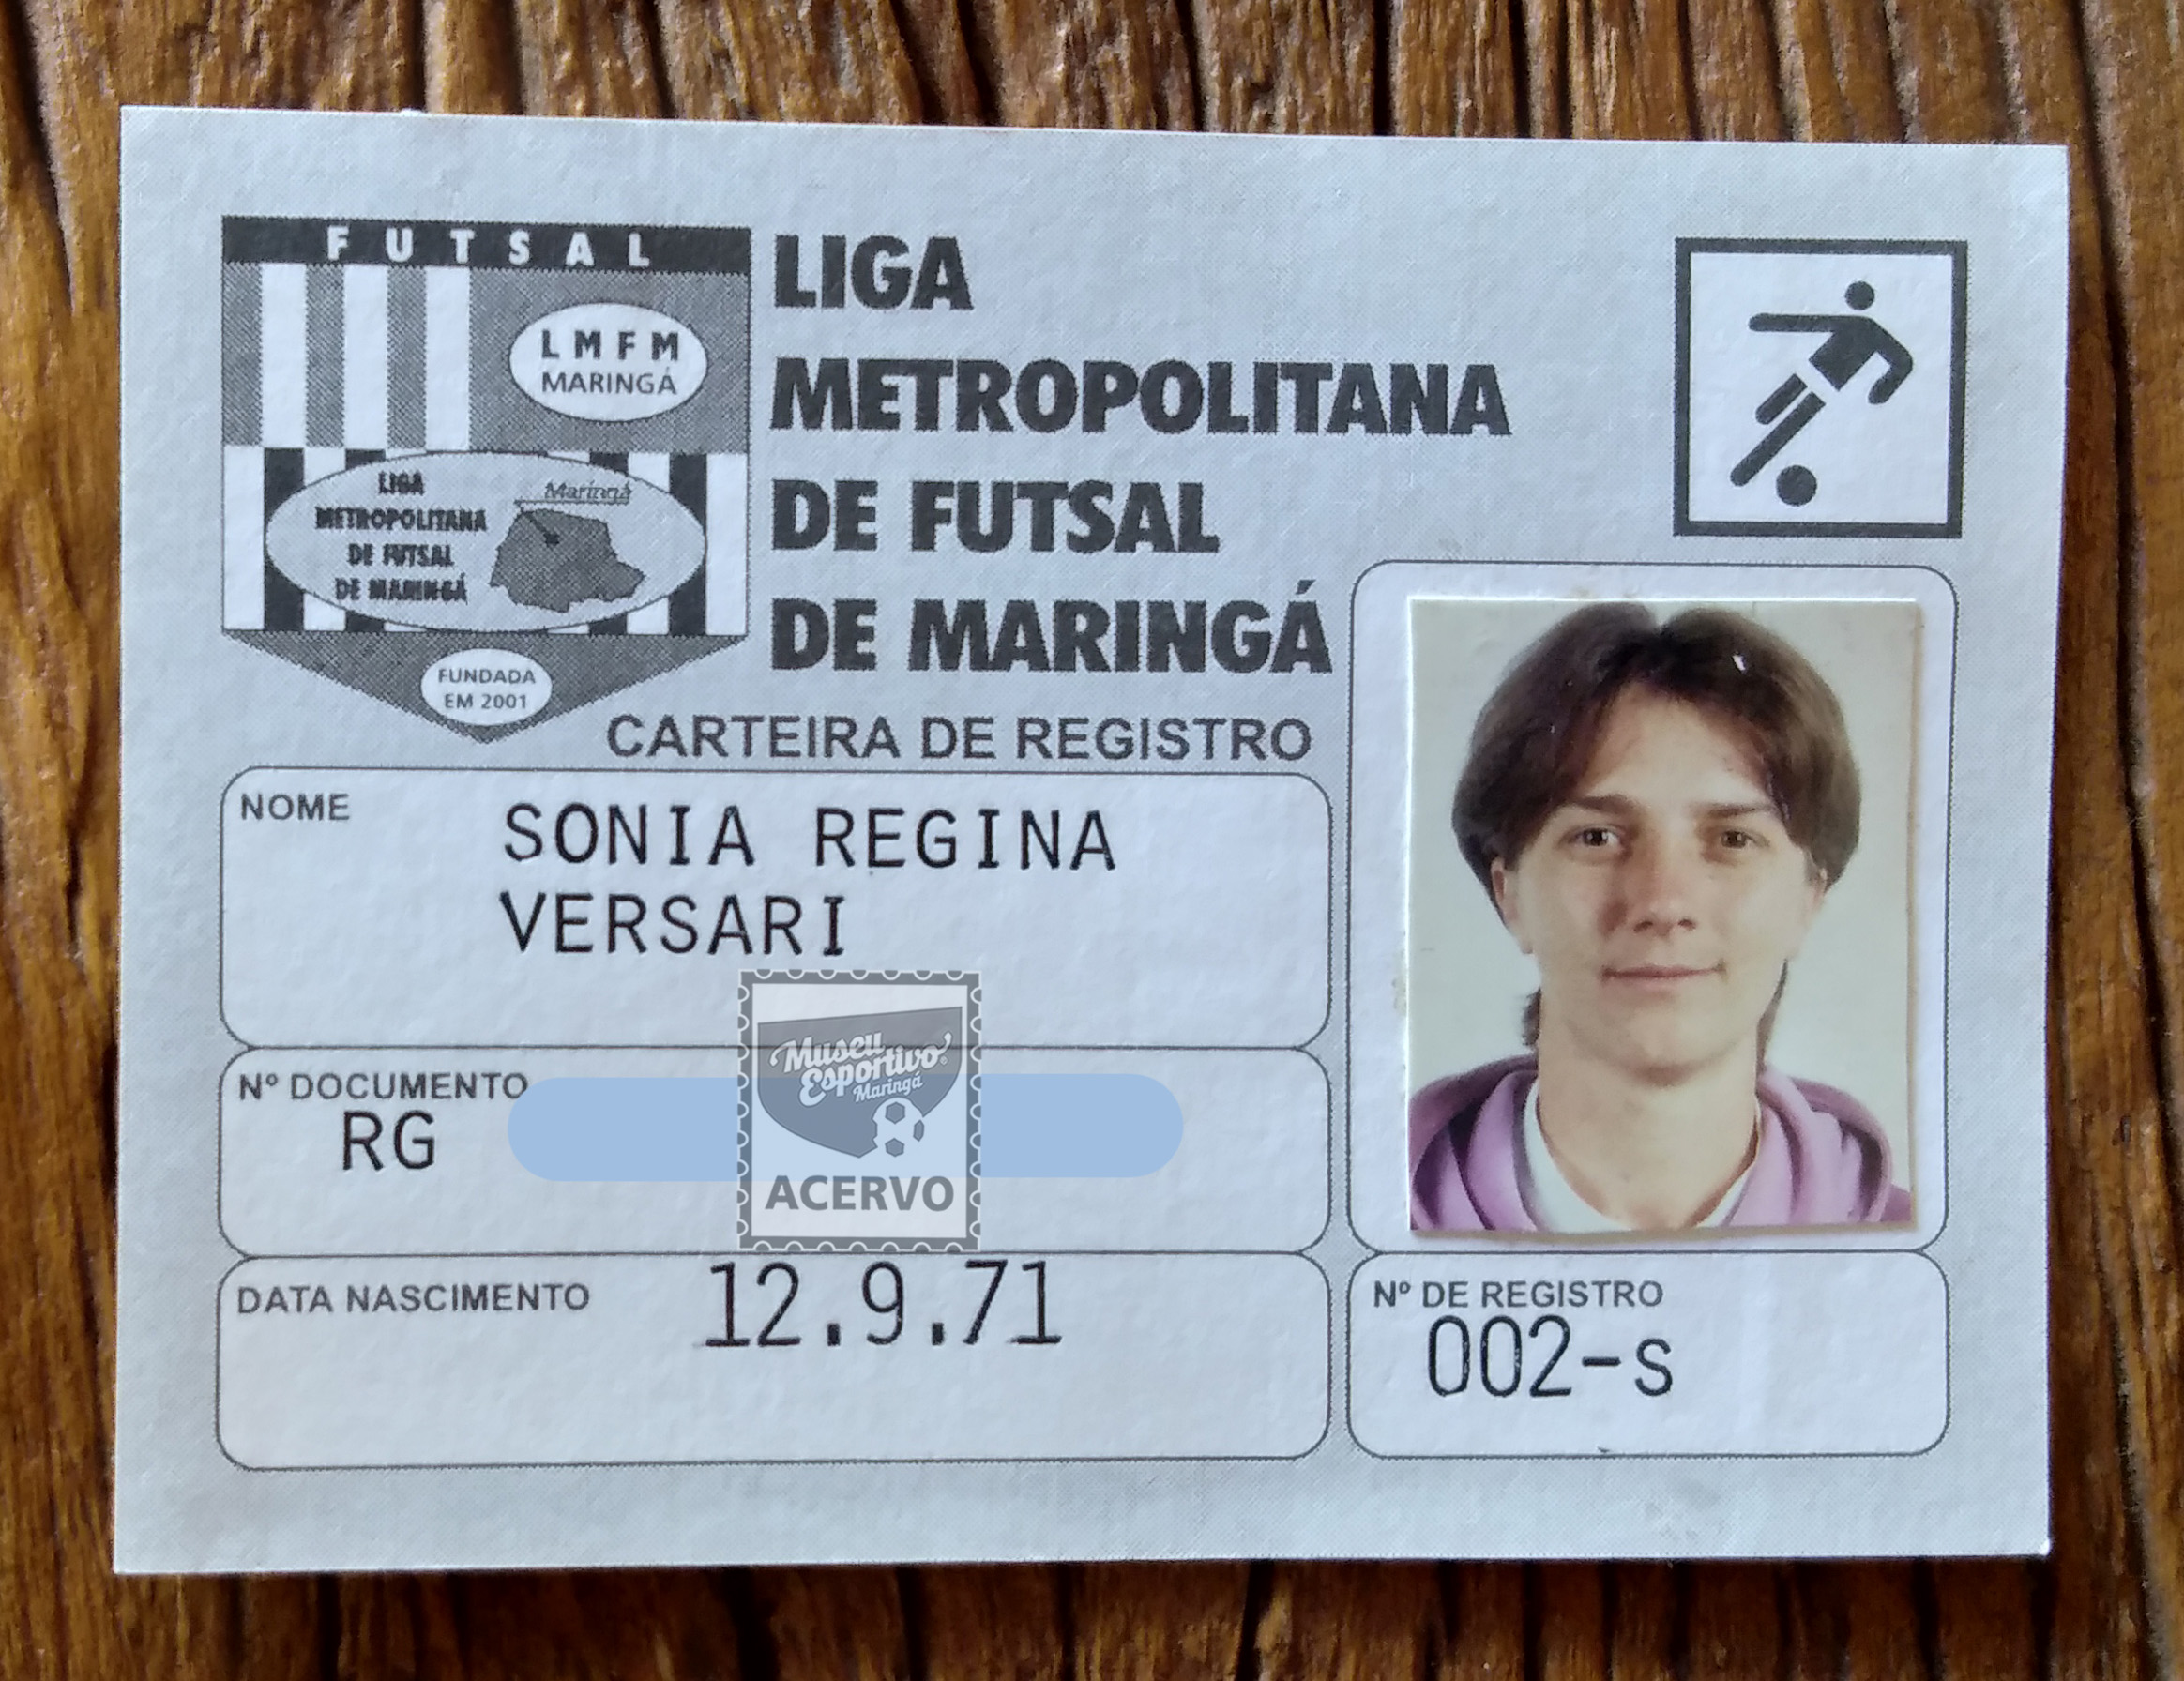 FUTSAL
LMFM
MARINGÁ
LIGA
METROPOLITANA
DE FUTSAL
DE MARINGÁ
Maringá
FUNDADA
EM 2001
LIGA
METROPOLITANA
DE FUTSAL
DE MARINGÁ
CARTEIRA DE REGISTRO
NOME
SONIA REGINA
VERSARI
Nº DOCUMENTO
RG
Museu
Esportivo
Maringá
ACERVO
DATA NASCIMENTO
12.9.71
Nº DE REGISTRO
002-s